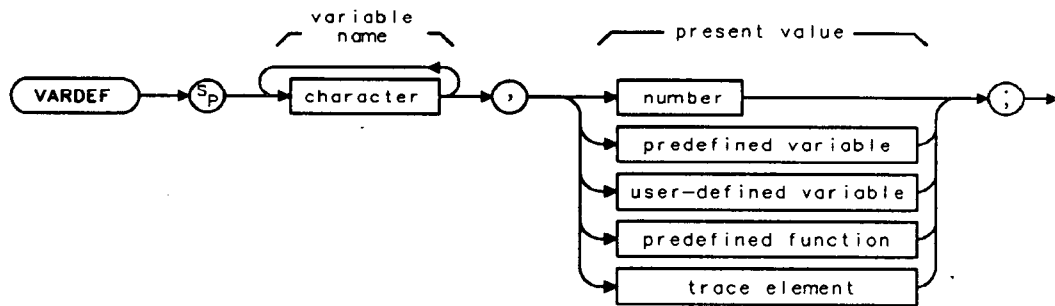 variable
name
present value
VARDEF
SP
character
,
number
;
predefined variable
user-defined variable
predefined function
trace element